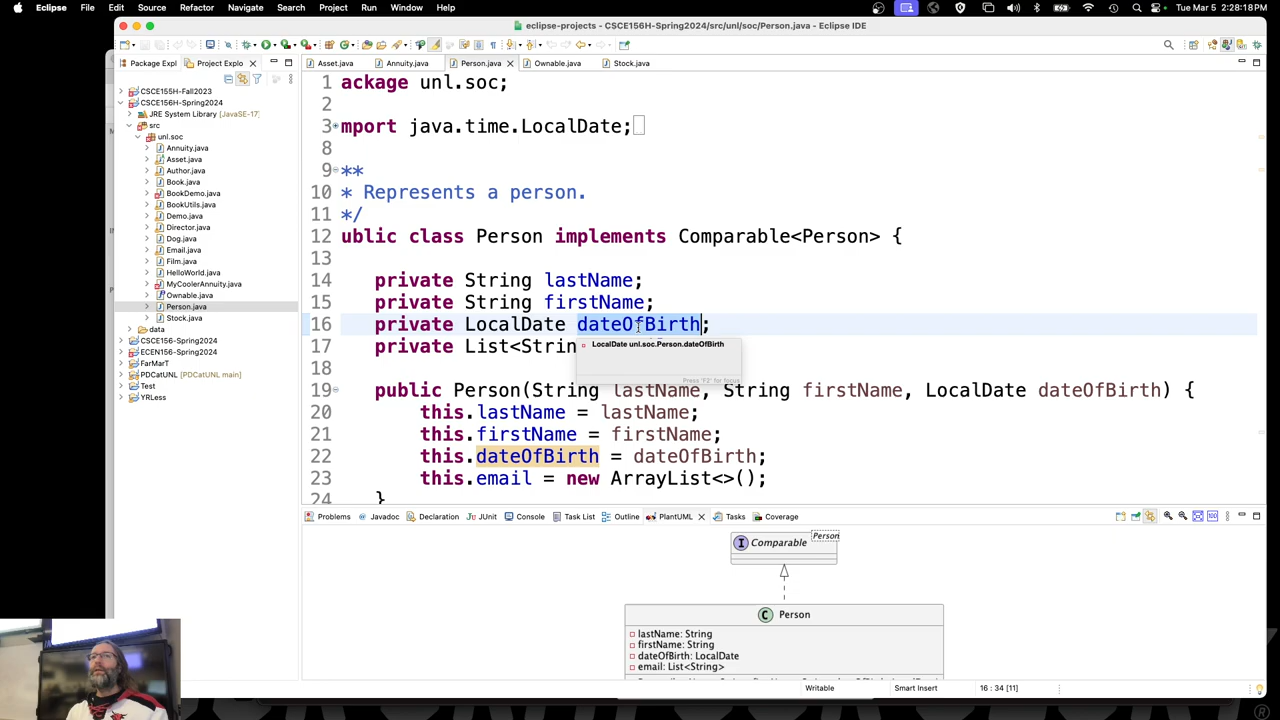 Eclipse File Edit Source Refactor Navigate Search Project Run Window Help Tue Mar 5 2:28:18 PM
eclipse-projects - CSCE156H-Spring2024/src/unl/soc/Person.java - Eclipse IDE
Package Expl Project Explo
Asset.java Annuity.java Person.java Ownable.java Stock.java
CSCE155H-Fall2023
CSCE156H-Spring2024
JRE System Library [JavaSE-17]
src
unl.soc
Annuity.java
Asset.java
Author.java
Book.java
BookDemo.java
BookUtils.java
Demo.java
Director.java
Dog.java
Email.java
Film.java
HelloWorld.java
MyCoolerAnnuity.java
Ownable.java
Person.java
Stock.java
data
CSCE156-Spring2024
ECEN156-Spring2024
FarMarT
PDCatUNL [PDCatUNL main]
Test
YRLess
1 ackage unl.soc;
2
3 mport java.time.LocalDate;
8
9 **
10 * Represents a person.
11 */
12 ublic class Person implements Comparable<Person> {
13
14 private String lastName;
15 private String firstName;
16 private LocalDate dateOfBirth;
17 private List<Strin
LocalDate unl.soc.Person.dateOfBirth
Press 'F2' for focus
18
19 public Person(String lastName, String firstName, LocalDate dateOfBirth) {
20 this.lastName = lastName;
21 this.firstName = firstName;
22 this.dateOfBirth = dateOfBirth;
23 this.email = new ArrayList<>();
24 }
Problems Javadoc Declaration JUnit Console Task List Outline PlantUML Tasks Coverage
I Comparable Person
C Person
lastName: String
firstName: String
dateOfBirth: LocalDate
email: List<String>
Writable Smart Insert 16 : 34 [11]